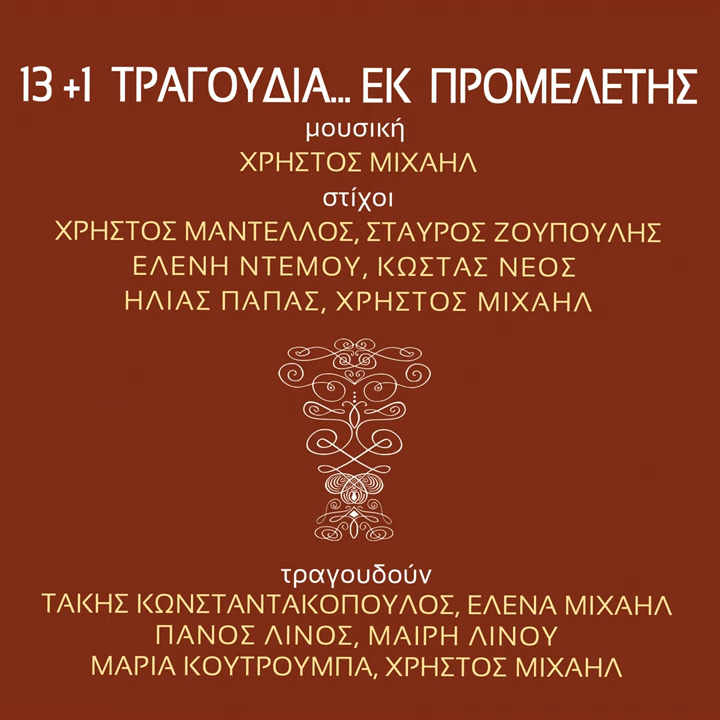 13 +1 ΤΡΑΓΟΥΔΙΑ... ΕΚ ΠΡΟΜΕΛΕΤΗΣ
μουσική
ΧΡΗΣΤΟΣ ΜΙΧΑΗΛ
στίχοι
ΧΡΗΣΤΟΣ ΜΑΝΤΕΛΛΟΣ, ΣΤΑΥΡΟΣ ΖΟΥΠΟΥΛΗΣ
ΕΛΕΝΗ ΝΤΕΜΟΥ, ΚΩΣΤΑΣ ΝΕΟΣ
ΗΛΙΑΣ ΠΑΠΑΣ, ΧΡΗΣΤΟΣ ΜΙΧΑΗΛ
τραγουδούν
ΤΑΚΗΣ ΚΩΝΣΤΑΝΤΑΚΟΠΟΥΛΟΣ, ΕΛΕΝΑ ΜΙΧΑΗΛ
ΠΑΝΟΣ ΛΙΝΟΣ, ΜΑΙΡΗ ΛΙΝΟΥ
ΜΑΡΙΑ ΚΟΥΤΡΟΥΜΠΑ, ΧΡΗΣΤΟΣ ΜΙΧΑΗΛ